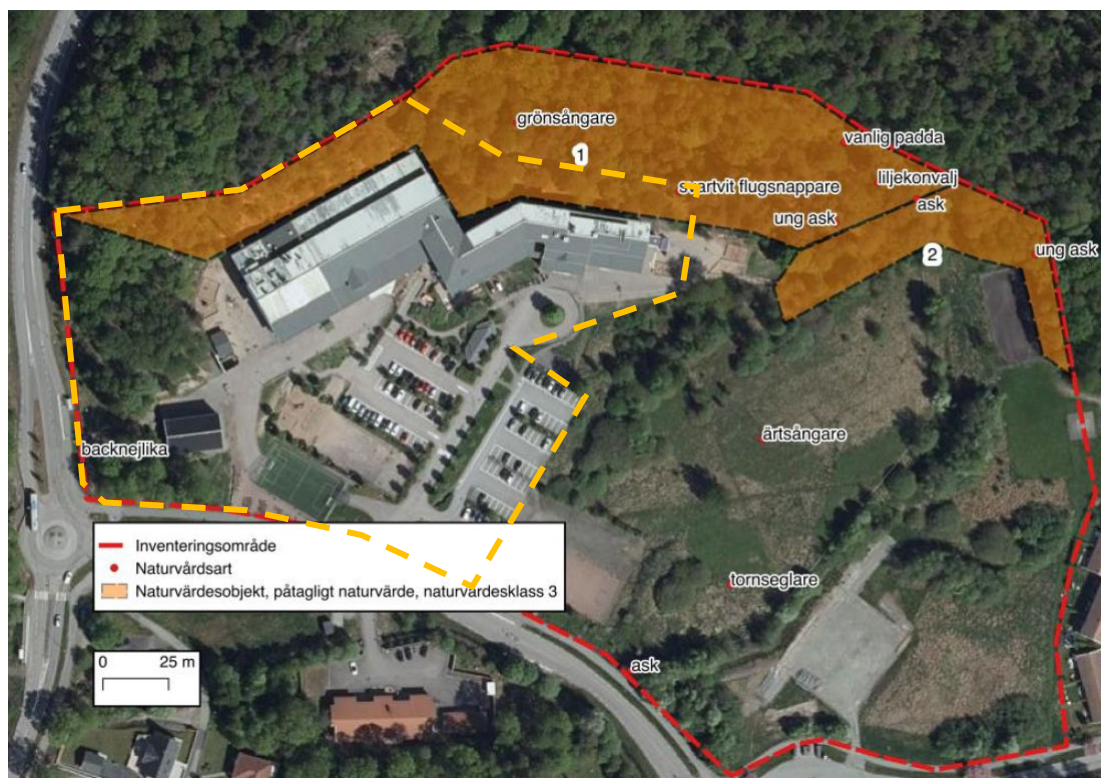 grönsångare
vanlig padda
1
svartvit flugsnappare
liljekonvalj
ung ask
ask
2
ung ask
ärtsångare
backnejlika
Inventeringsområde
Naturvårdsart
Naturvärdesobjekt, påtagligt naturvärde, naturvärdesklass 3
tornseglare
0 25 m
ask